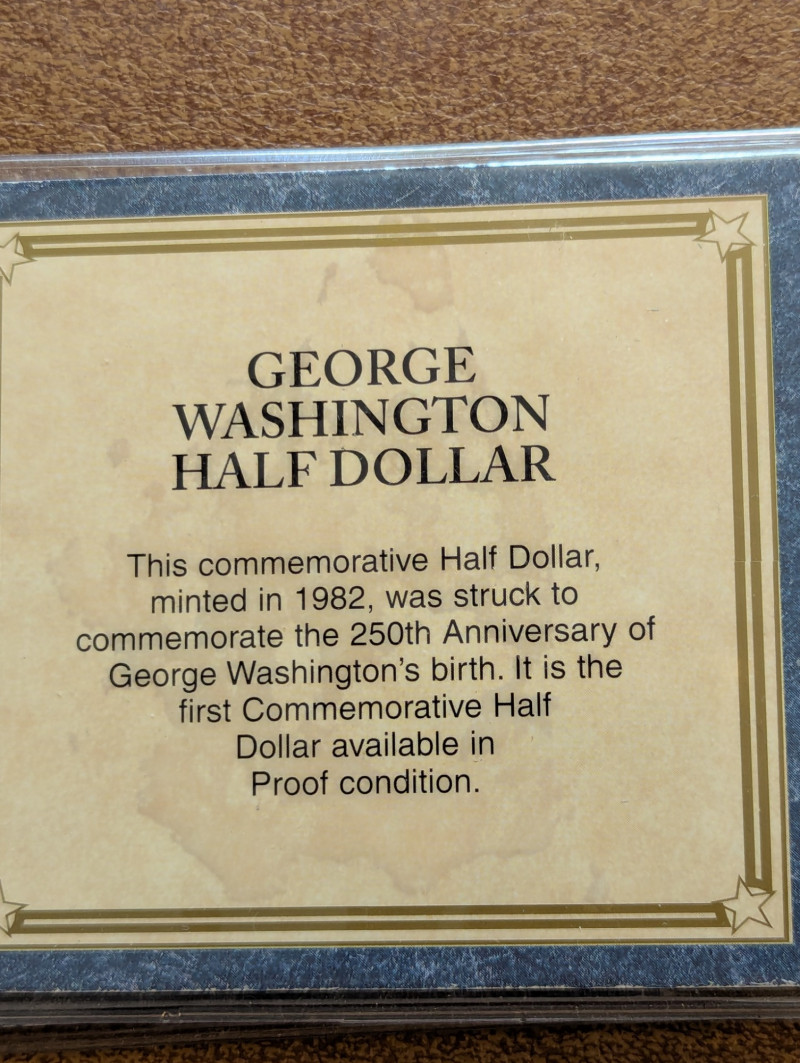 GEORGE
WASHINGTON
HALF DOLLAR
This commemorative Half Dollar,
minted in 1982, was struck to
commemorate the 250th Anniversary of
George Washington's birth. It is the
first Commemorative Half
Dollar available in
Proof condition.